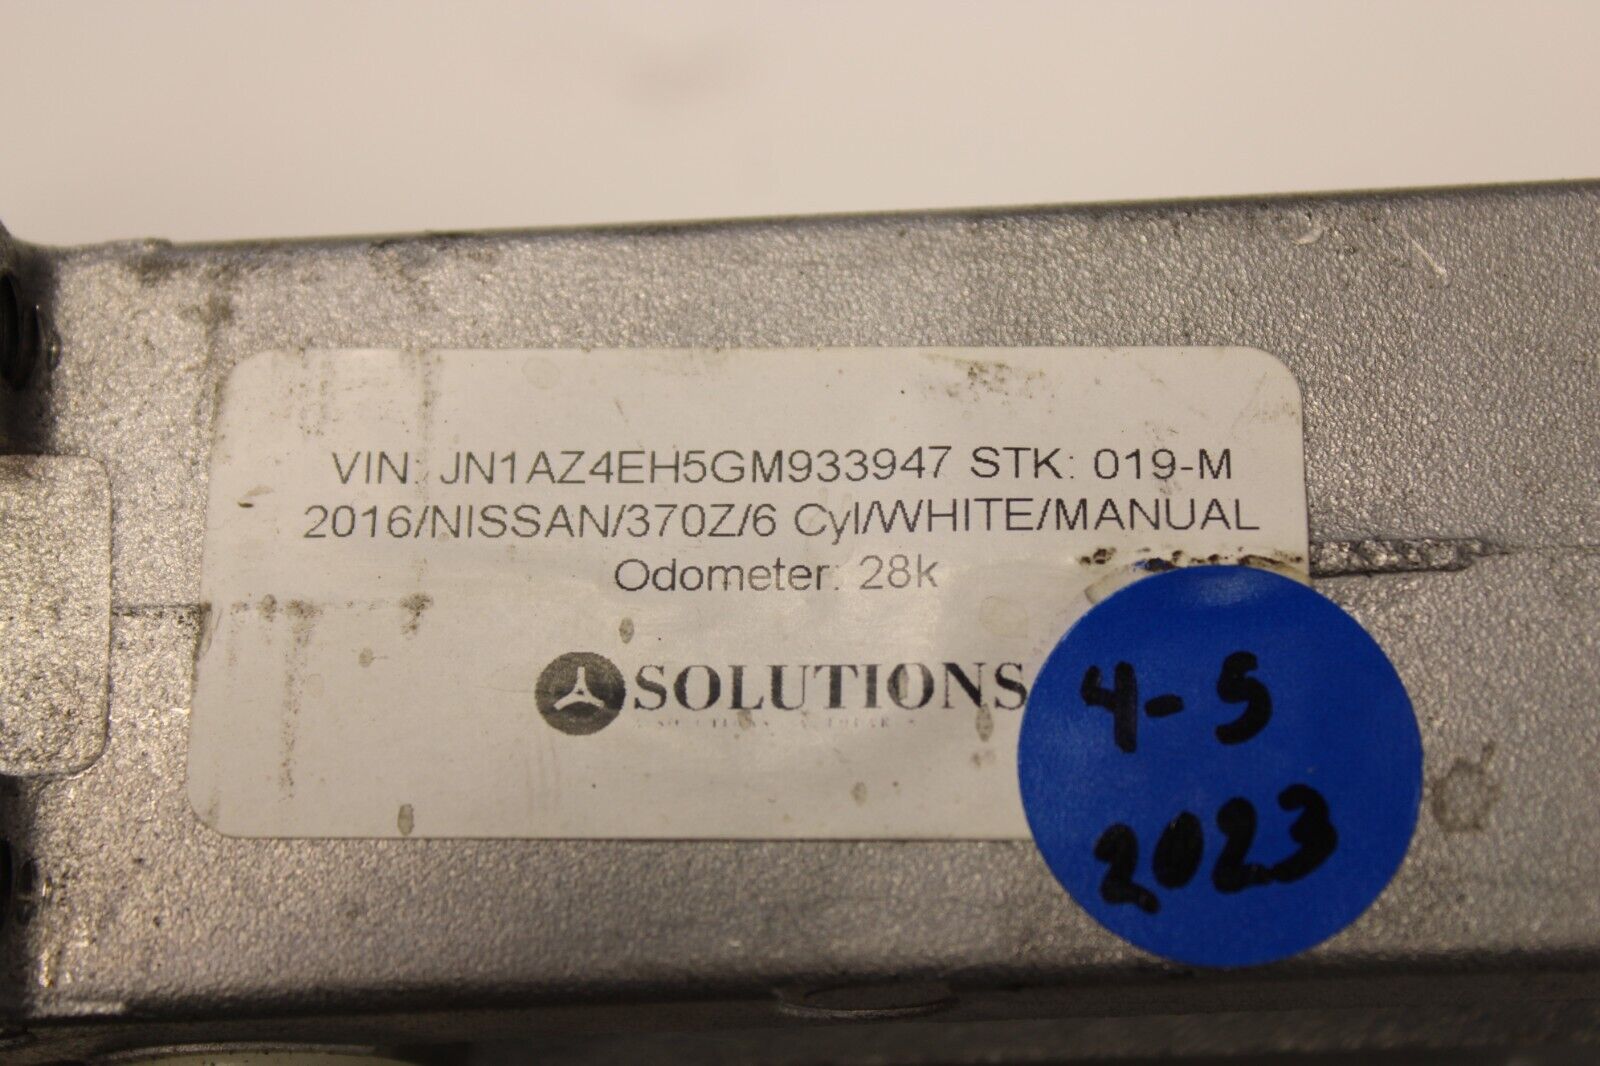 VIN: JN1AZ4EH5GM933947 STK: 019-M
2016/NISSAN/370Z/6 Cyl/WHITE/MANUAL
Odometer: 28k
SOLUTIONS
4-5
2023